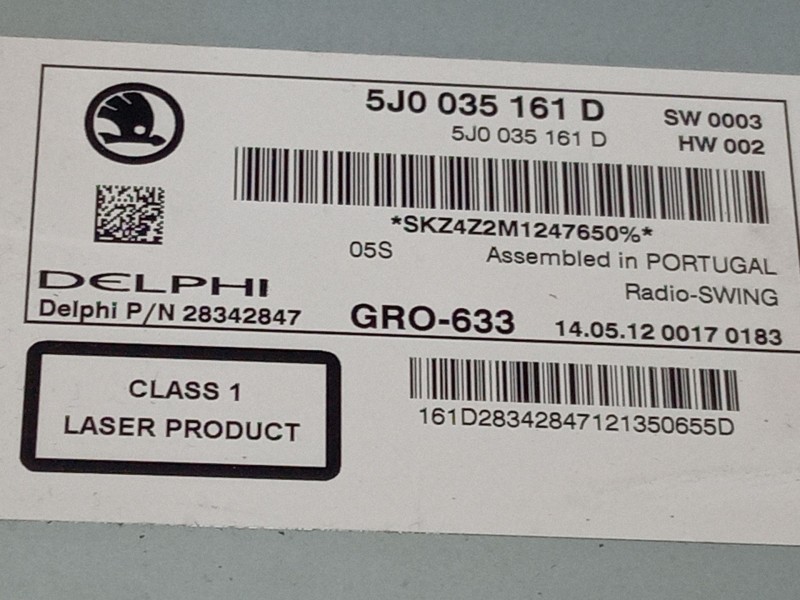 5J0 035 161 D SW 0003
5J0 035 161 D HW 002
*SKZ4Z2M1247650%*
05S Assembled in PORTUGAL
DELPHI Radio-SWING
Delphi P/N 28342847 GRO-633 14.05.12 0017 0183
CLASS 1
LASER PRODUCT
161D28342847121350655D